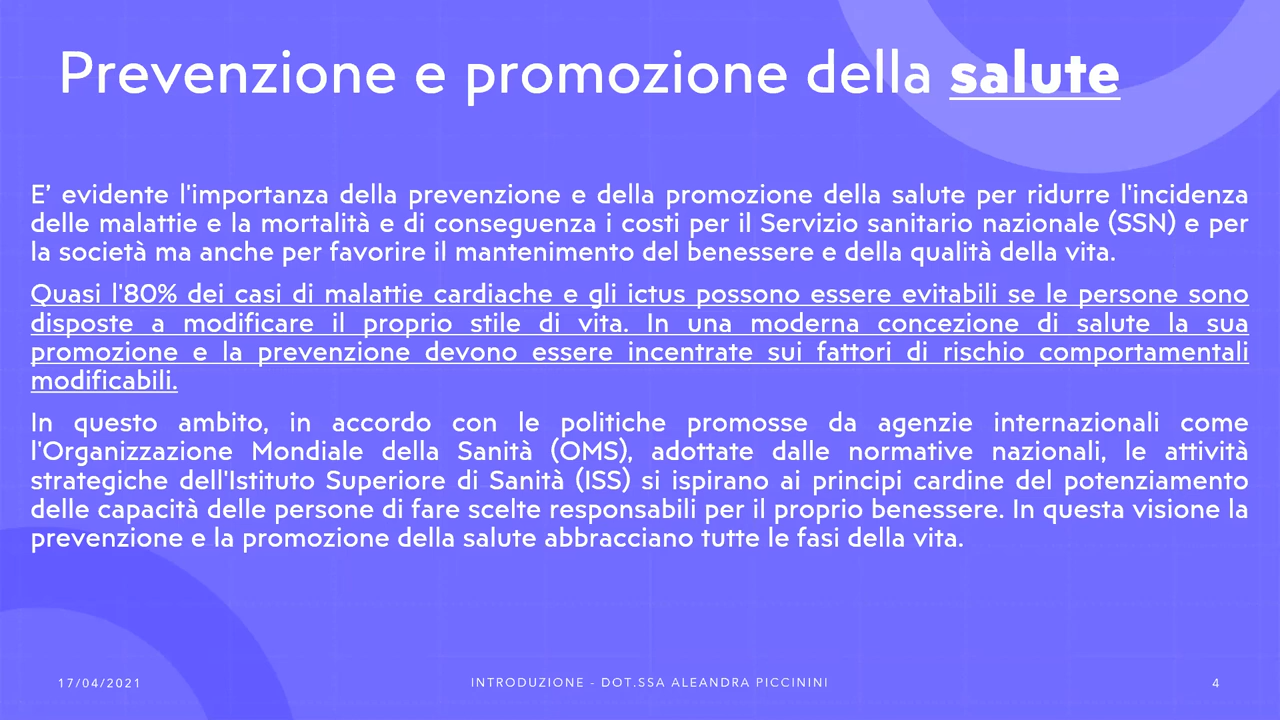 Prevenzione e promozione della salute
E' evidente l'importanza della prevenzione e della promozione della salute per ridurre l'incidenza
delle malattie e la mortalità e di conseguenza i costi per il Servizio sanitario nazionale (SSN) e per
la società ma anche per favorire il mantenimento del benessere e della qualità della vita.
Quasi l'80% dei casi di malattie cardiache e gli ictus possono essere evitabili se le persone sono
disposte a modificare il proprio stile di vita. In una moderna concezione di salute la sua
promozione e la prevenzione devono essere incentrate sui fattori di rischio comportamentali
modificabili.
In questo ambito, in accordo con le politiche promosse da agenzie internazionali come
l'Organizzazione Mondiale della Sanità (OMS), adottate dalle normative nazionali, le attività
strategiche dell'Istituto Superiore di Sanità (ISS) si ispirano ai principi cardine del potenziamento
delle capacità delle persone di fare scelte responsabili per il proprio benessere. In questa visione la
prevenzione e la promozione della salute abbracciano tutte le fasi della vita.
17/04/2021
INTRODUZIONE - DOT.SSA ALEANDRA PICCININI
4